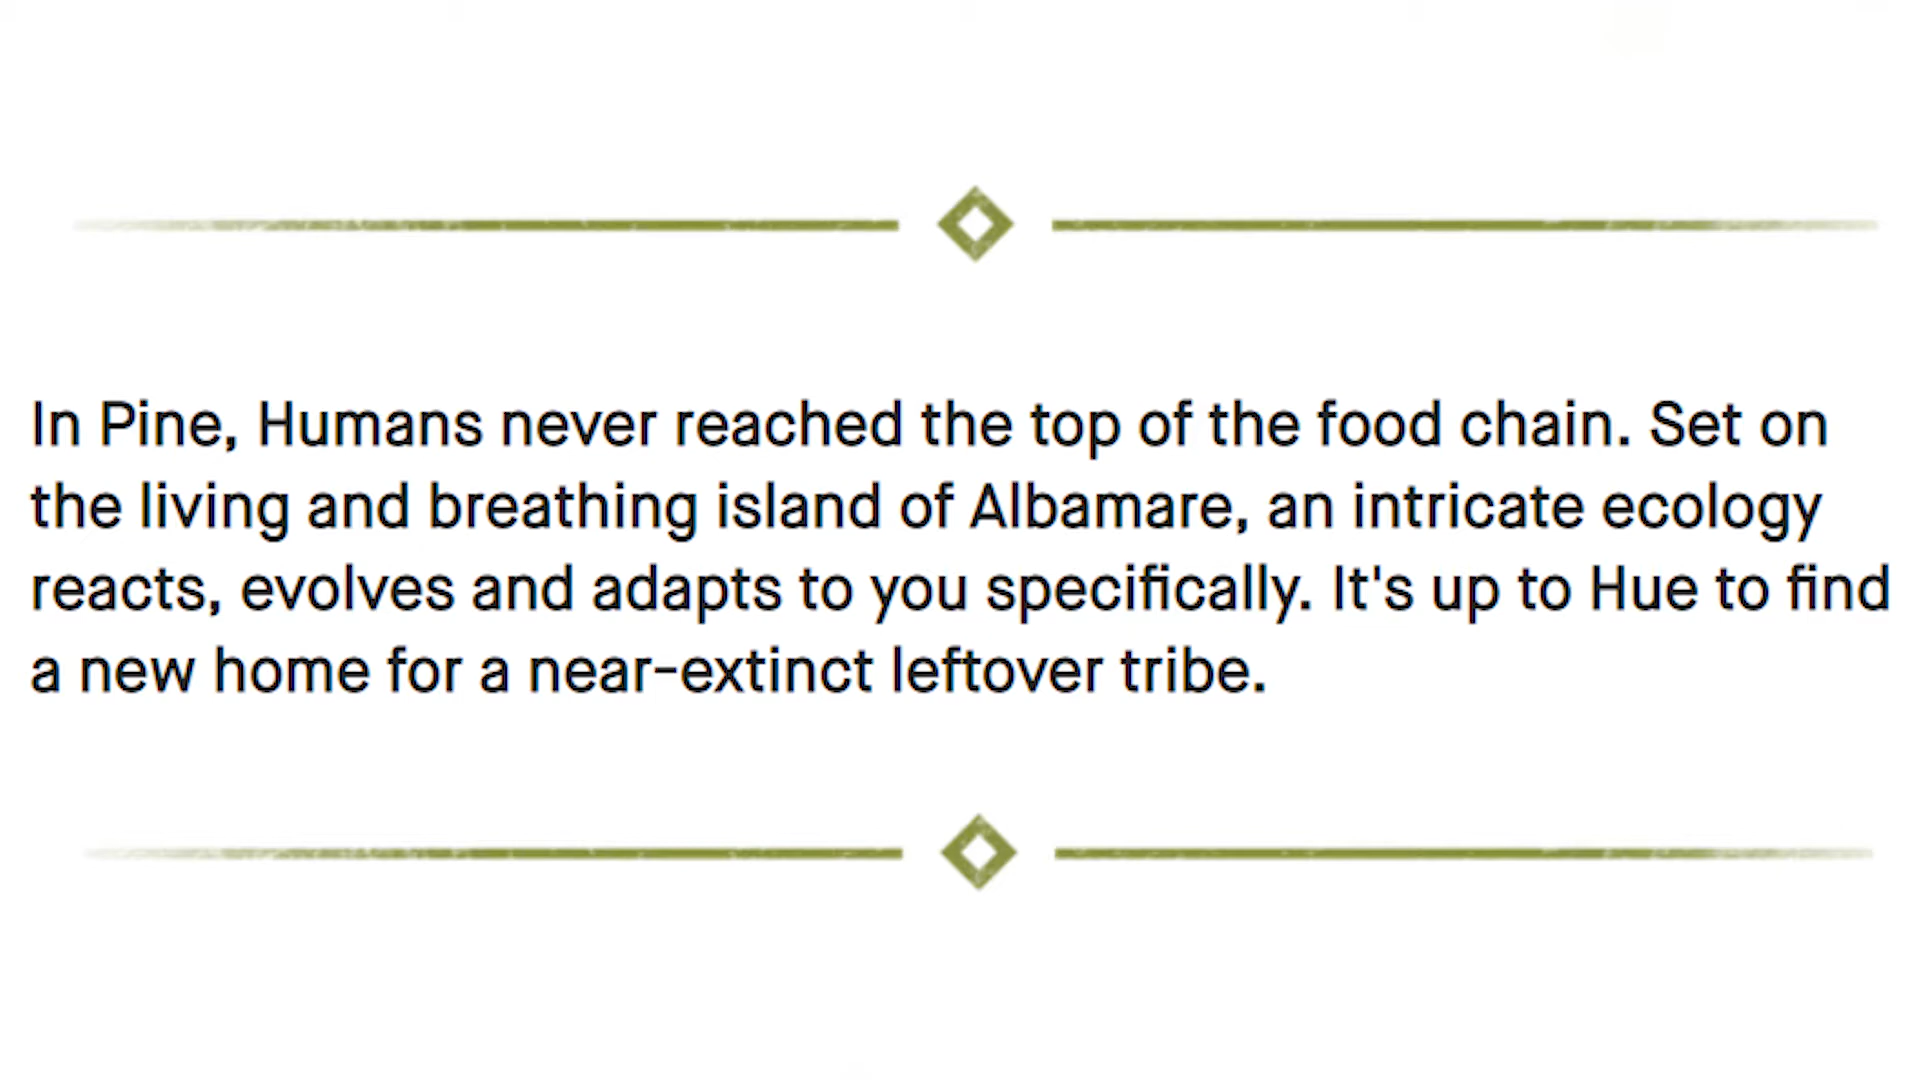 In Pine, Humans never reached the top of the food chain. Set on
the living and breathing island of Albamare, an intricate ecology
reacts, evolves and adapts to you specifically. It's up to Hue to find
a new home for a near-extinct leftover tribe.